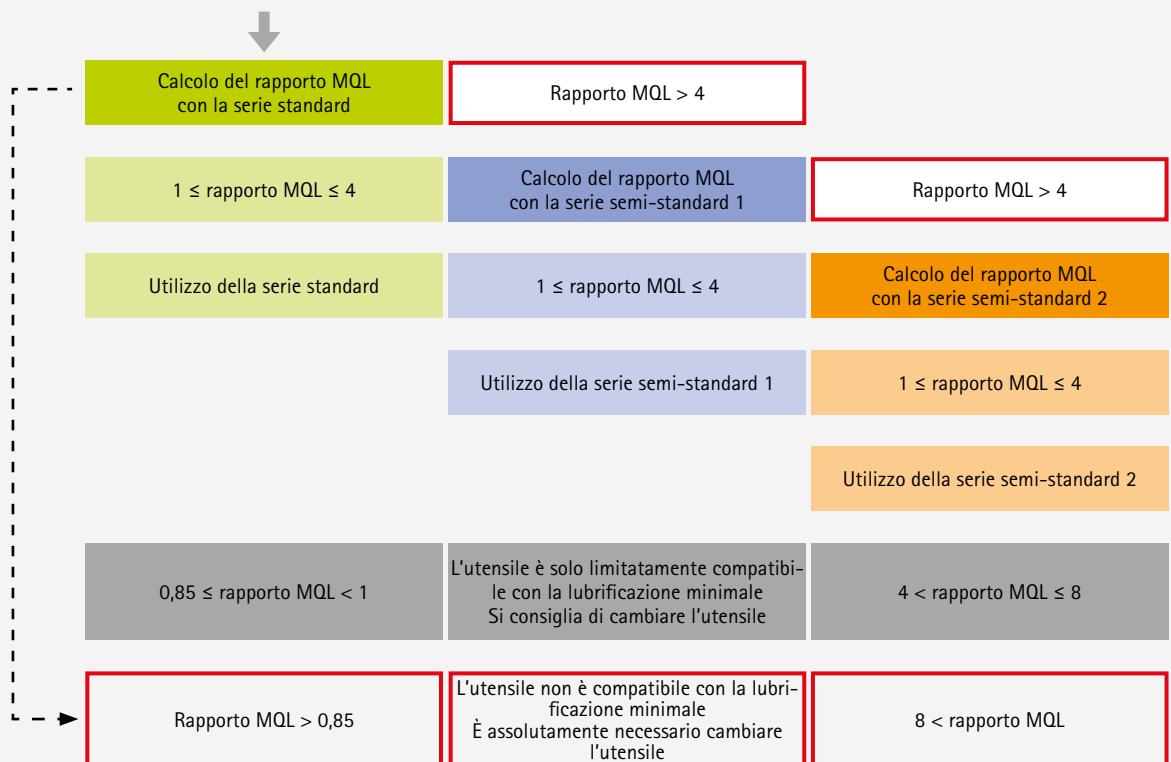 Calcolo del rapporto MQL
con la serie standard
Rapporto MQL > 4
1 ≤ rapporto MQL ≤ 4
Calcolo del rapporto MQL
con la serie semi-standard 1
Rapporto MQL > 4
Utilizzo della serie standard
1 ≤ rapporto MQL ≤ 4
Calcolo del rapporto MQL
con la serie semi-standard 2
Utilizzo della serie semi-standard 1
1 ≤ rapporto MQL ≤ 4
Utilizzo della serie semi-standard 2
0,85 ≤ rapporto MQL < 1
L'utensile è solo limitatamente compatibi-
le con la lubrificazione minimale
Si consiglia di cambiare l'utensile
4 < rapporto MQL ≤ 8
Rapporto MQL > 0,85
L'utensile non è compatibile con la lubri-
ficazione minimale
È assolutamente necessario cambiare
l'utensile
8 < rapporto MQL